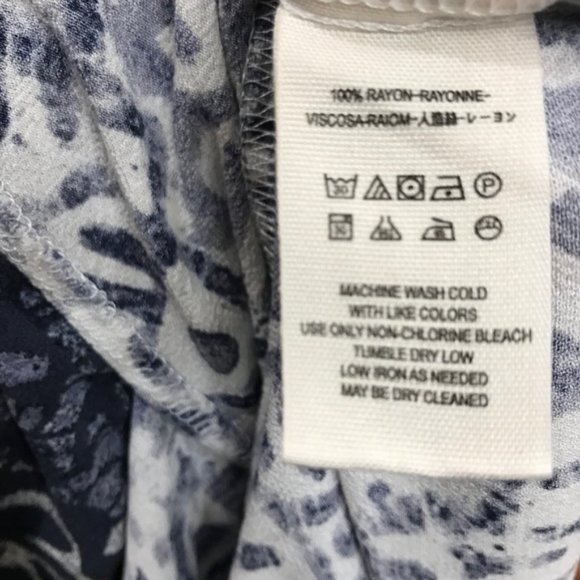 100% RAYON-RAYONNE-
VISCOSA-RAIOM-人造絲-レーヨン
30 P
MACHINE WASH COLD
WITH LIKE COLORS
USE ONLY NON-CHLORINE BLEACH
TUMBLE DRY LOW
LOW IRON AS NEEDED
MAY BE DRY CLEANED